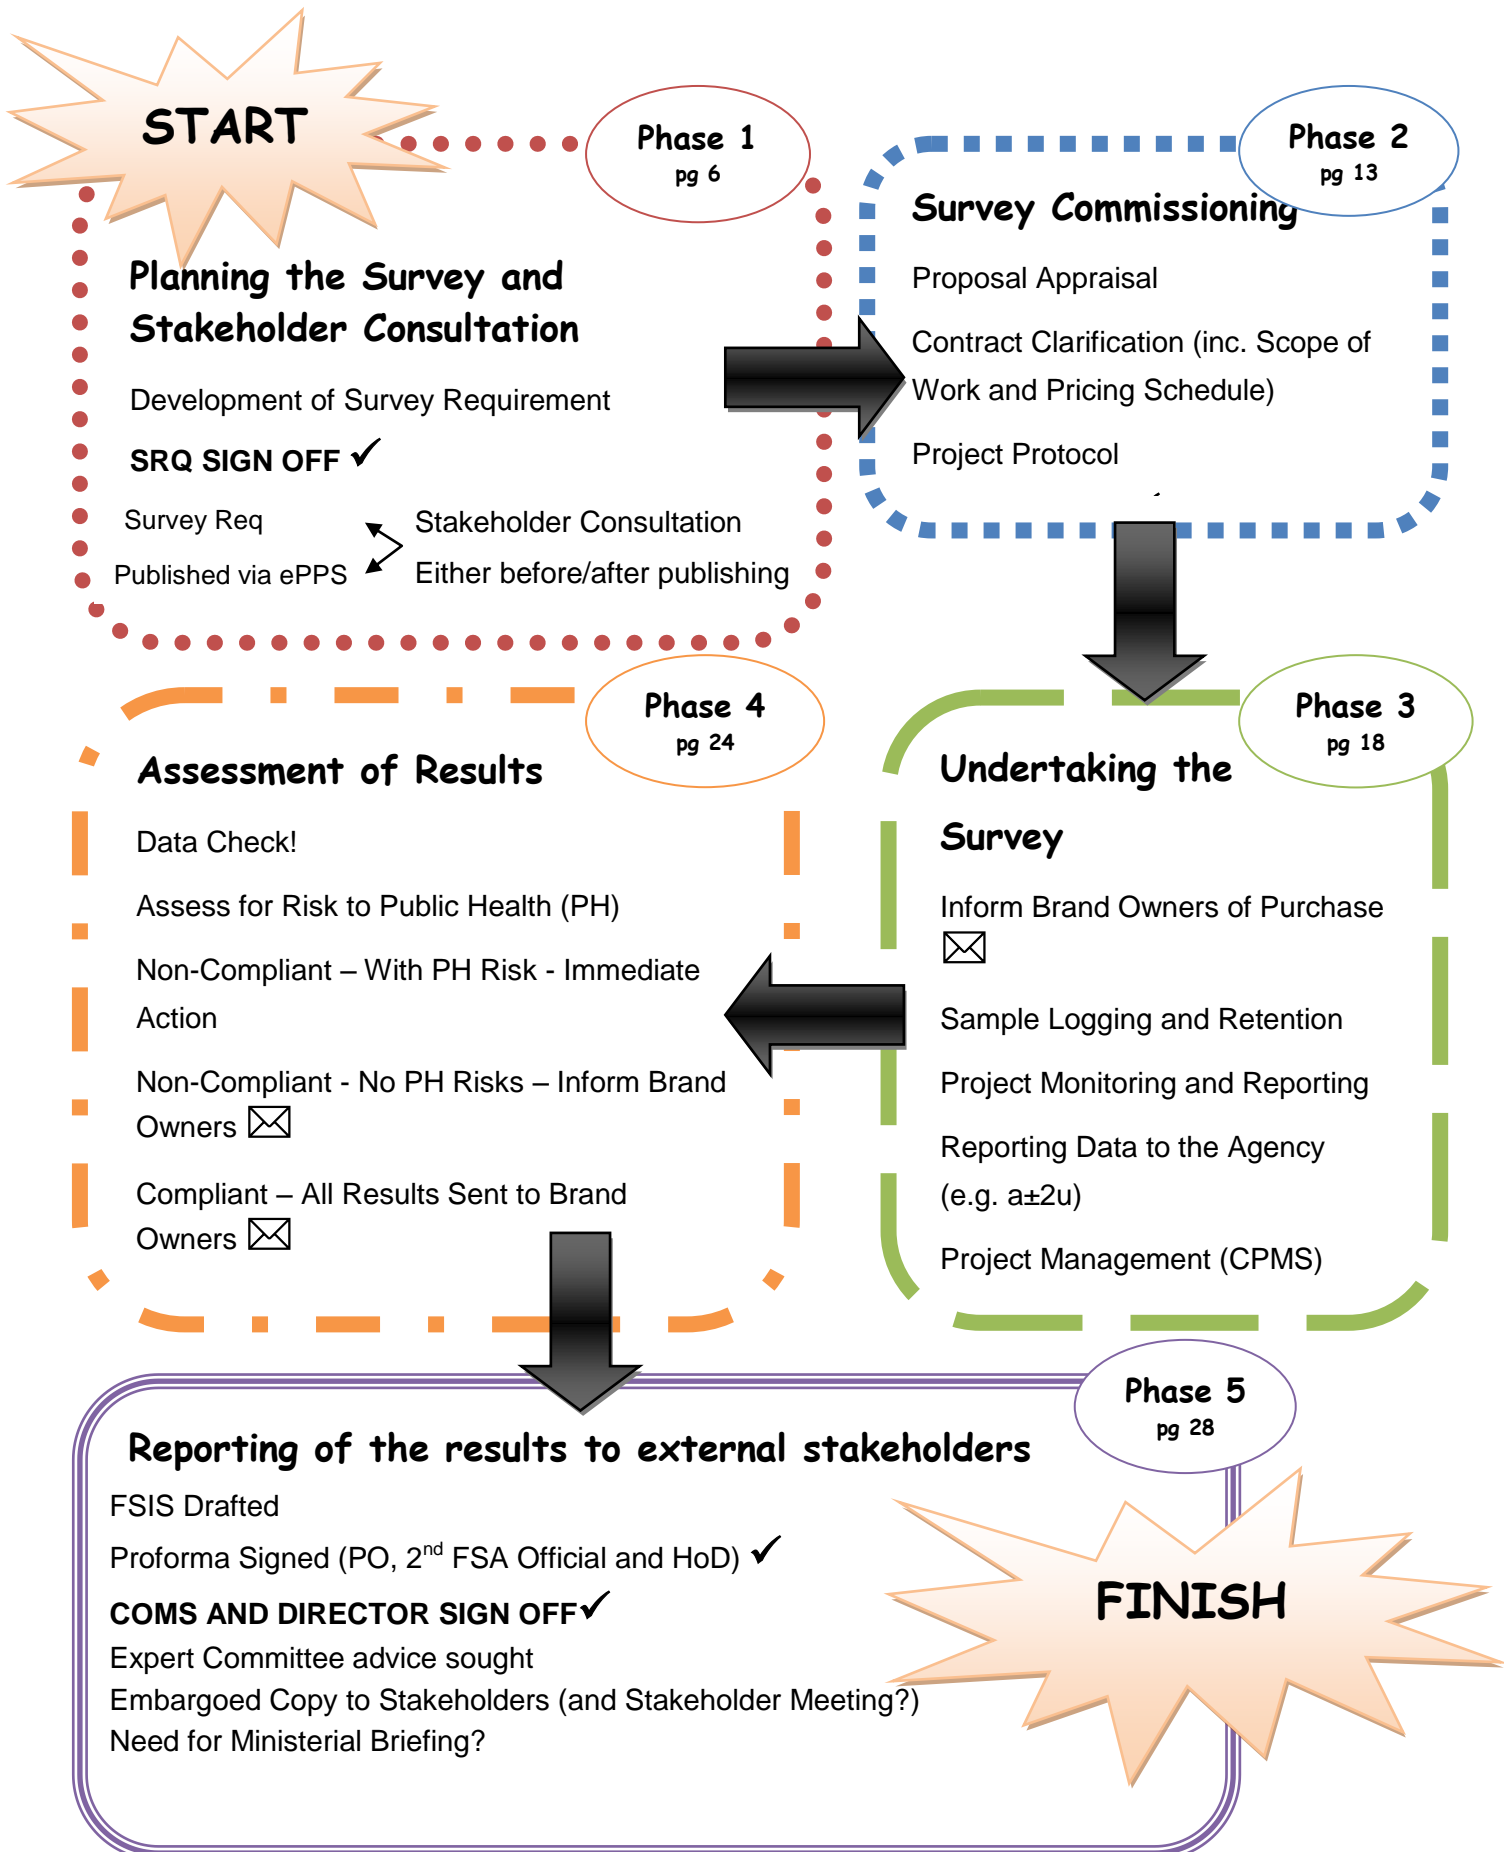 START
Phase 1
pg 6
Planning the Survey and
Stakeholder Consultation
Development of Survey Requirement
SRQ SIGN OFF ✓
Survey Req
Published via ePPS
Stakeholder Consultation
Either before/after publishing
Phase 2
pg 13
Survey Commissioning
Proposal Appraisal
Contract Clarification (inc. Scope of
Work and Pricing Schedule)
Project Protocol
Phase 3
pg 18
Undertaking the
Survey
Inform Brand Owners of Purchase
Sample Logging and Retention
Project Monitoring and Reporting
Reporting Data to the Agency
(e.g. a±2u)
Project Management (CPMS)
Phase 4
pg 24
Assessment of Results
Data Check!
Assess for Risk to Public Health (PH)
Non-Compliant – With PH Risk - Immediate
Action
Non-Compliant - No PH Risks – Inform Brand
Owners
Compliant – All Results Sent to Brand
Owners
Phase 5
pg 28
Reporting of the results to external stakeholders
FSIS Drafted
Proforma Signed (PO, 2nd FSA Official and HoD) ✓
COMS AND DIRECTOR SIGN OFF✓
Expert Committee advice sought
Embargoed Copy to Stakeholders (and Stakeholder Meeting?)
Need for Ministerial Briefing?
FINISH